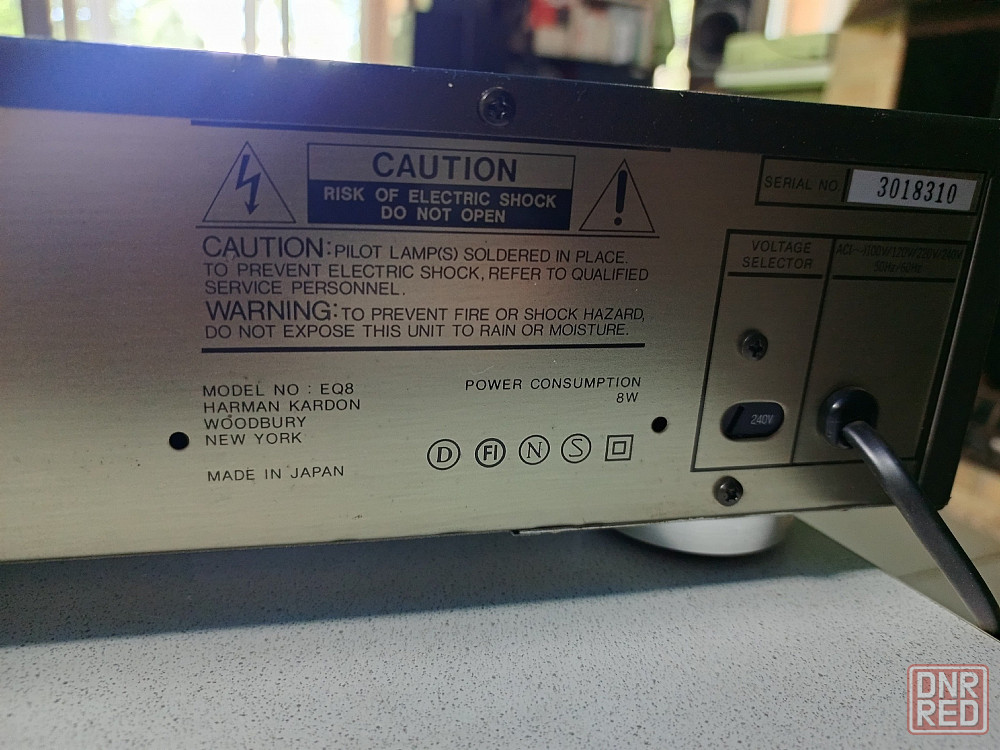 CAUTION
RISK OF ELECTRIC SHOCK
DO NOT OPEN
CAUTION: PILOT LAMP(S) SOLDERED IN PLACE.
TO PREVENT ELECTRIC SHOCK, REFER TO QUALIFIED
SERVICE PERSONNEL.
WARNING: TO PREVENT FIRE OR SHOCK HAZARD,
DO NOT EXPOSE THIS UNIT TO RAIN OR MOISTURE.
MODEL NO : EQ8
HARMAN KARDON
WOODBURY
NEW YORK
MADE IN JAPAN
POWER CONSUMPTION
8W
D FI N S
SERIAL NO. 3018310
VOLTAGE
SELECTOR
240V
50Hz/60Hz
DNR
RED